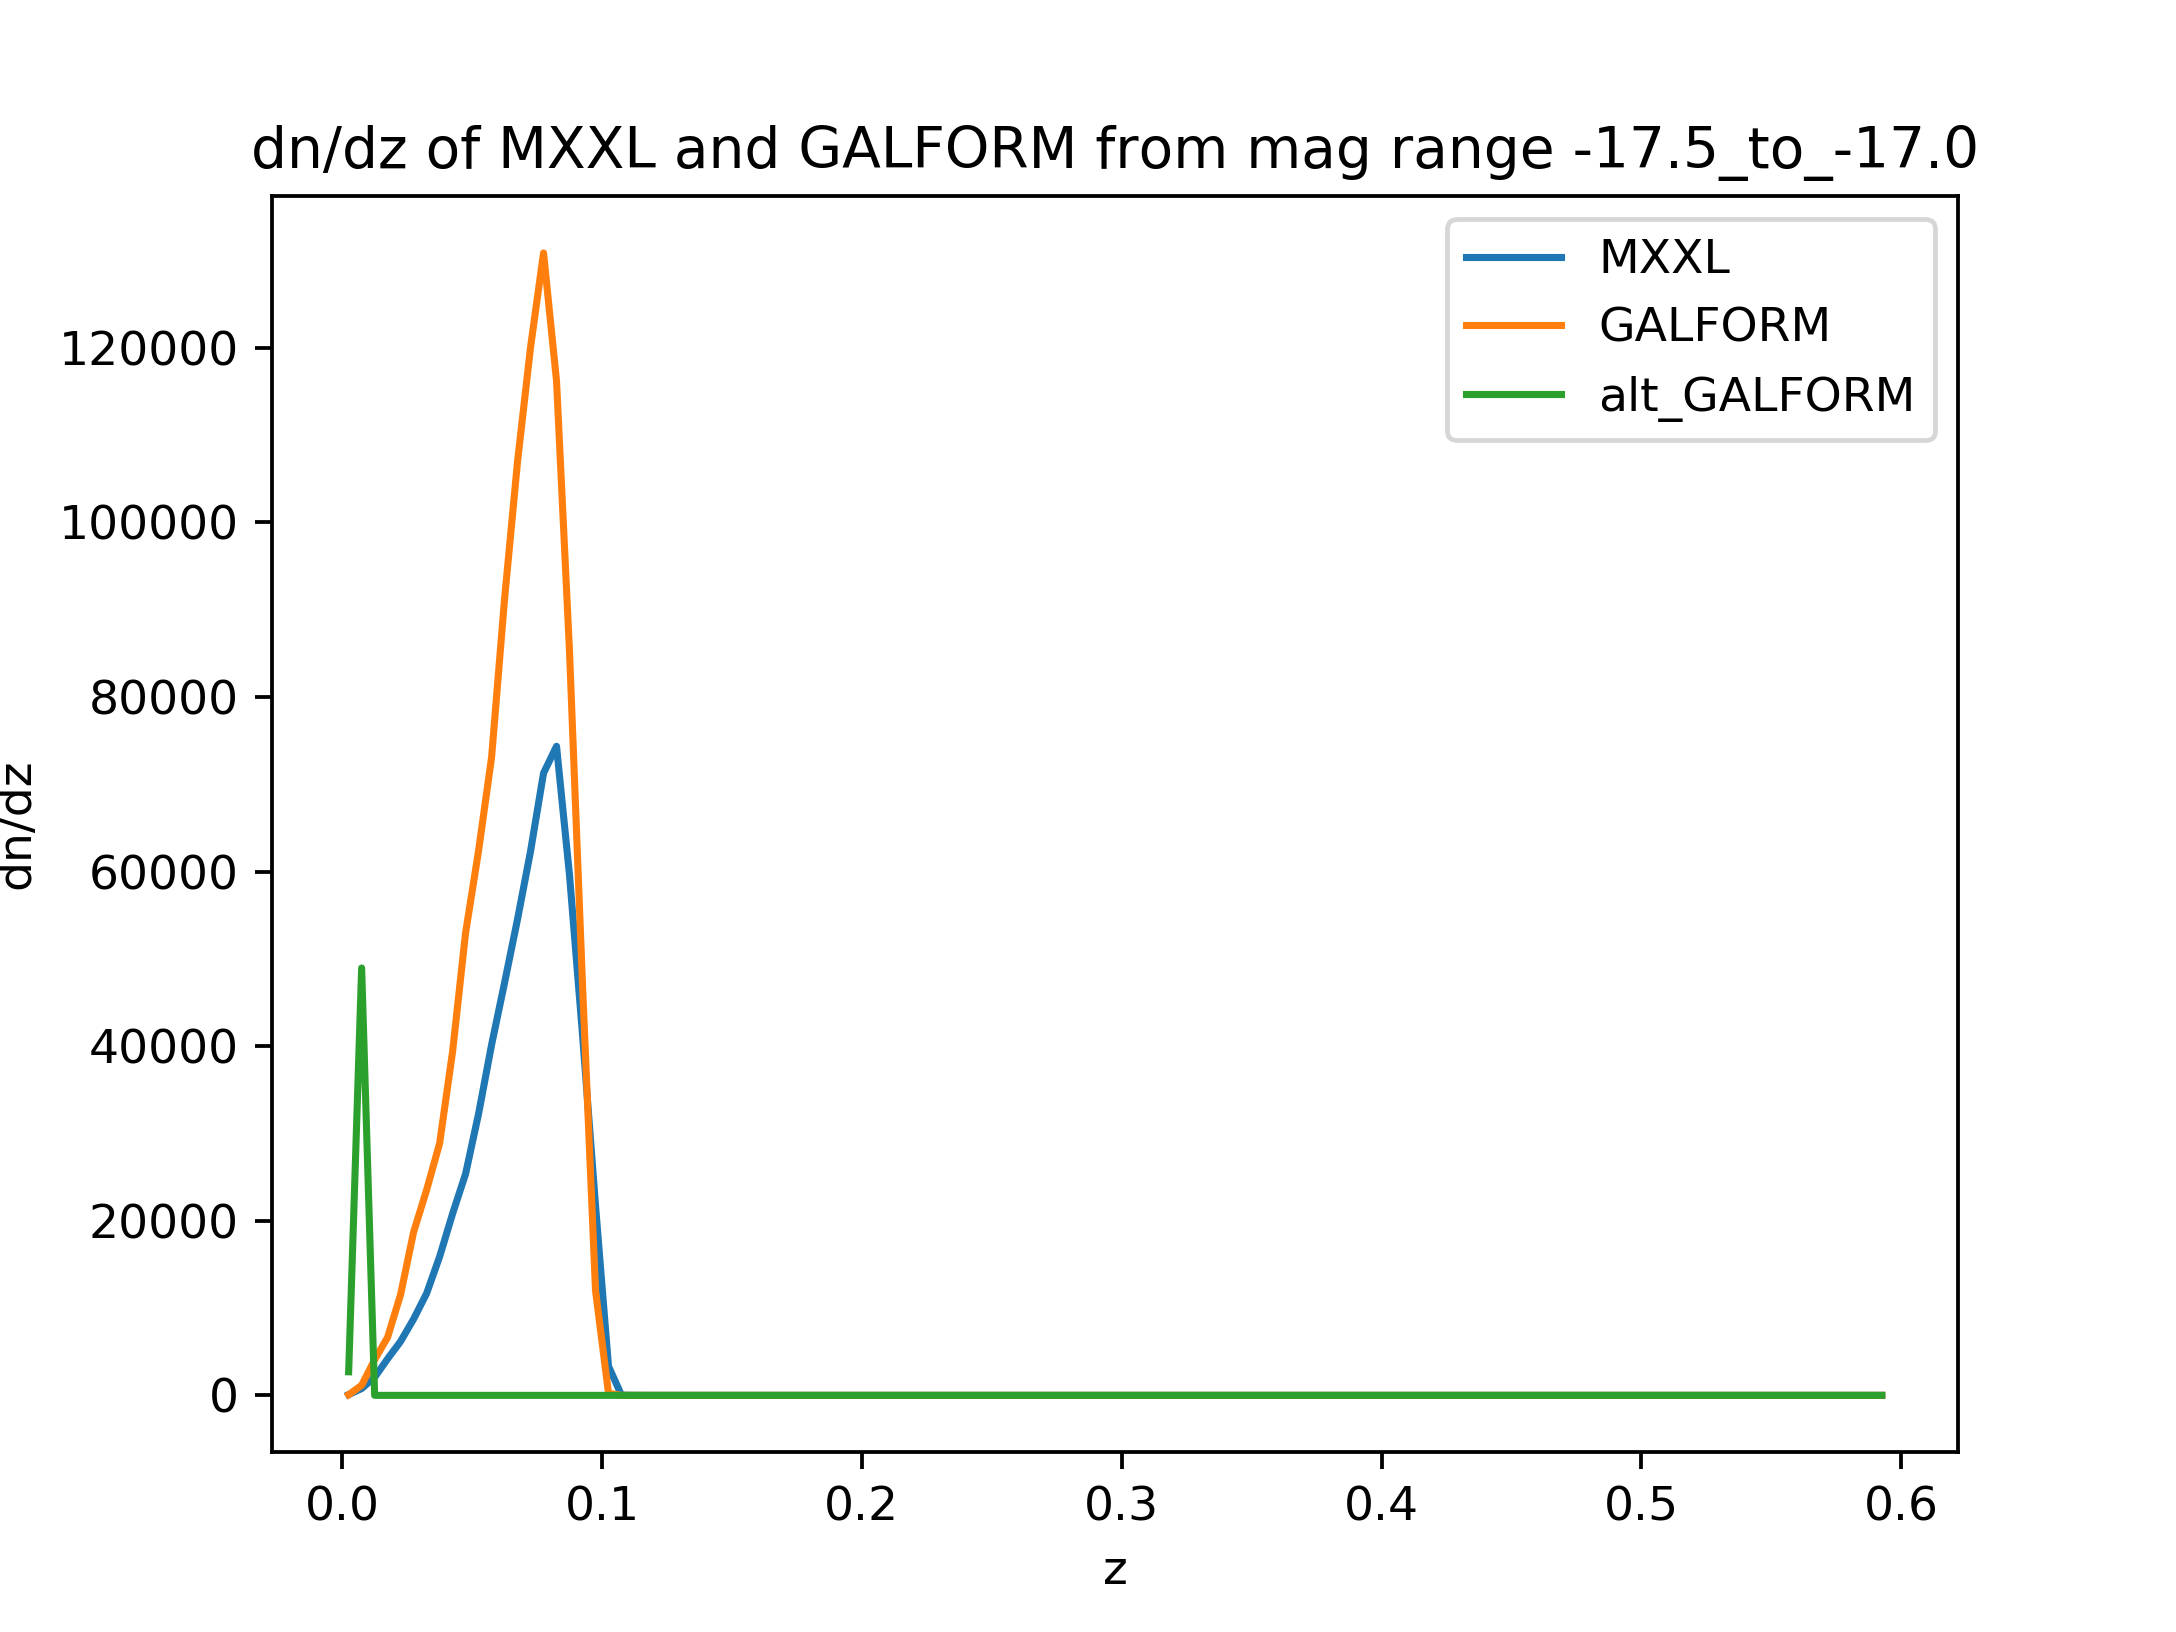 dn/dz of MXXL and GALFORM from mag range -17.5_to_-17.0
MXXL
GALFORM
alt_GALFORM
120000
100000
80000
60000
40000
20000
0
dn/dz
0.0 0.1 0.2 0.3 0.4 0.5 0.6
z